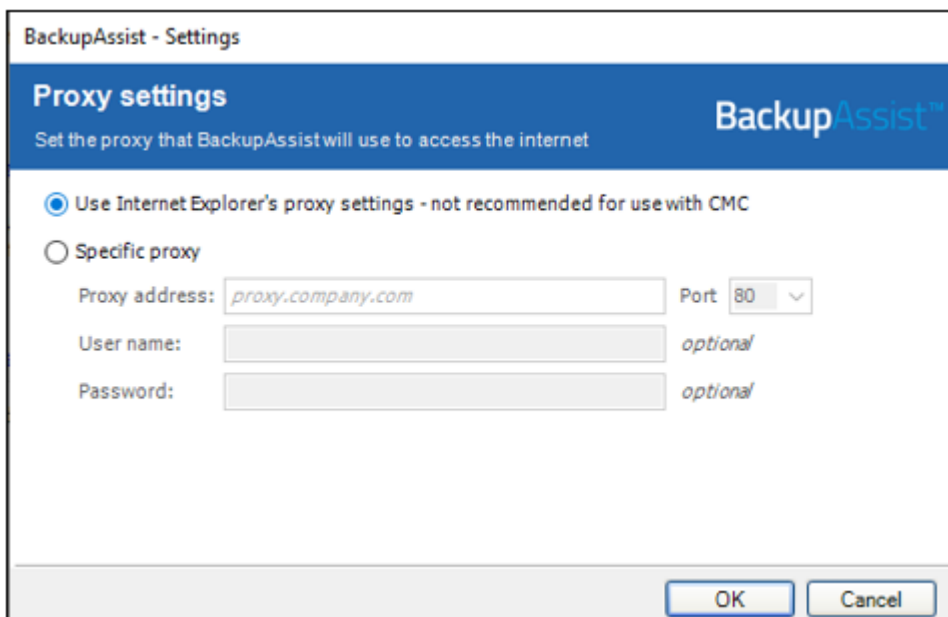 BackupAssist - Settings
Proxy settings
Set the proxy that BackupAssist will use to access the internet
BackupAssist™
Use Internet Explorer's proxy settings - not recommended for use with CMC
Specific proxy
Proxy address: proxy.company.com Port 80
User name: optional
Password: optional
OK Cancel